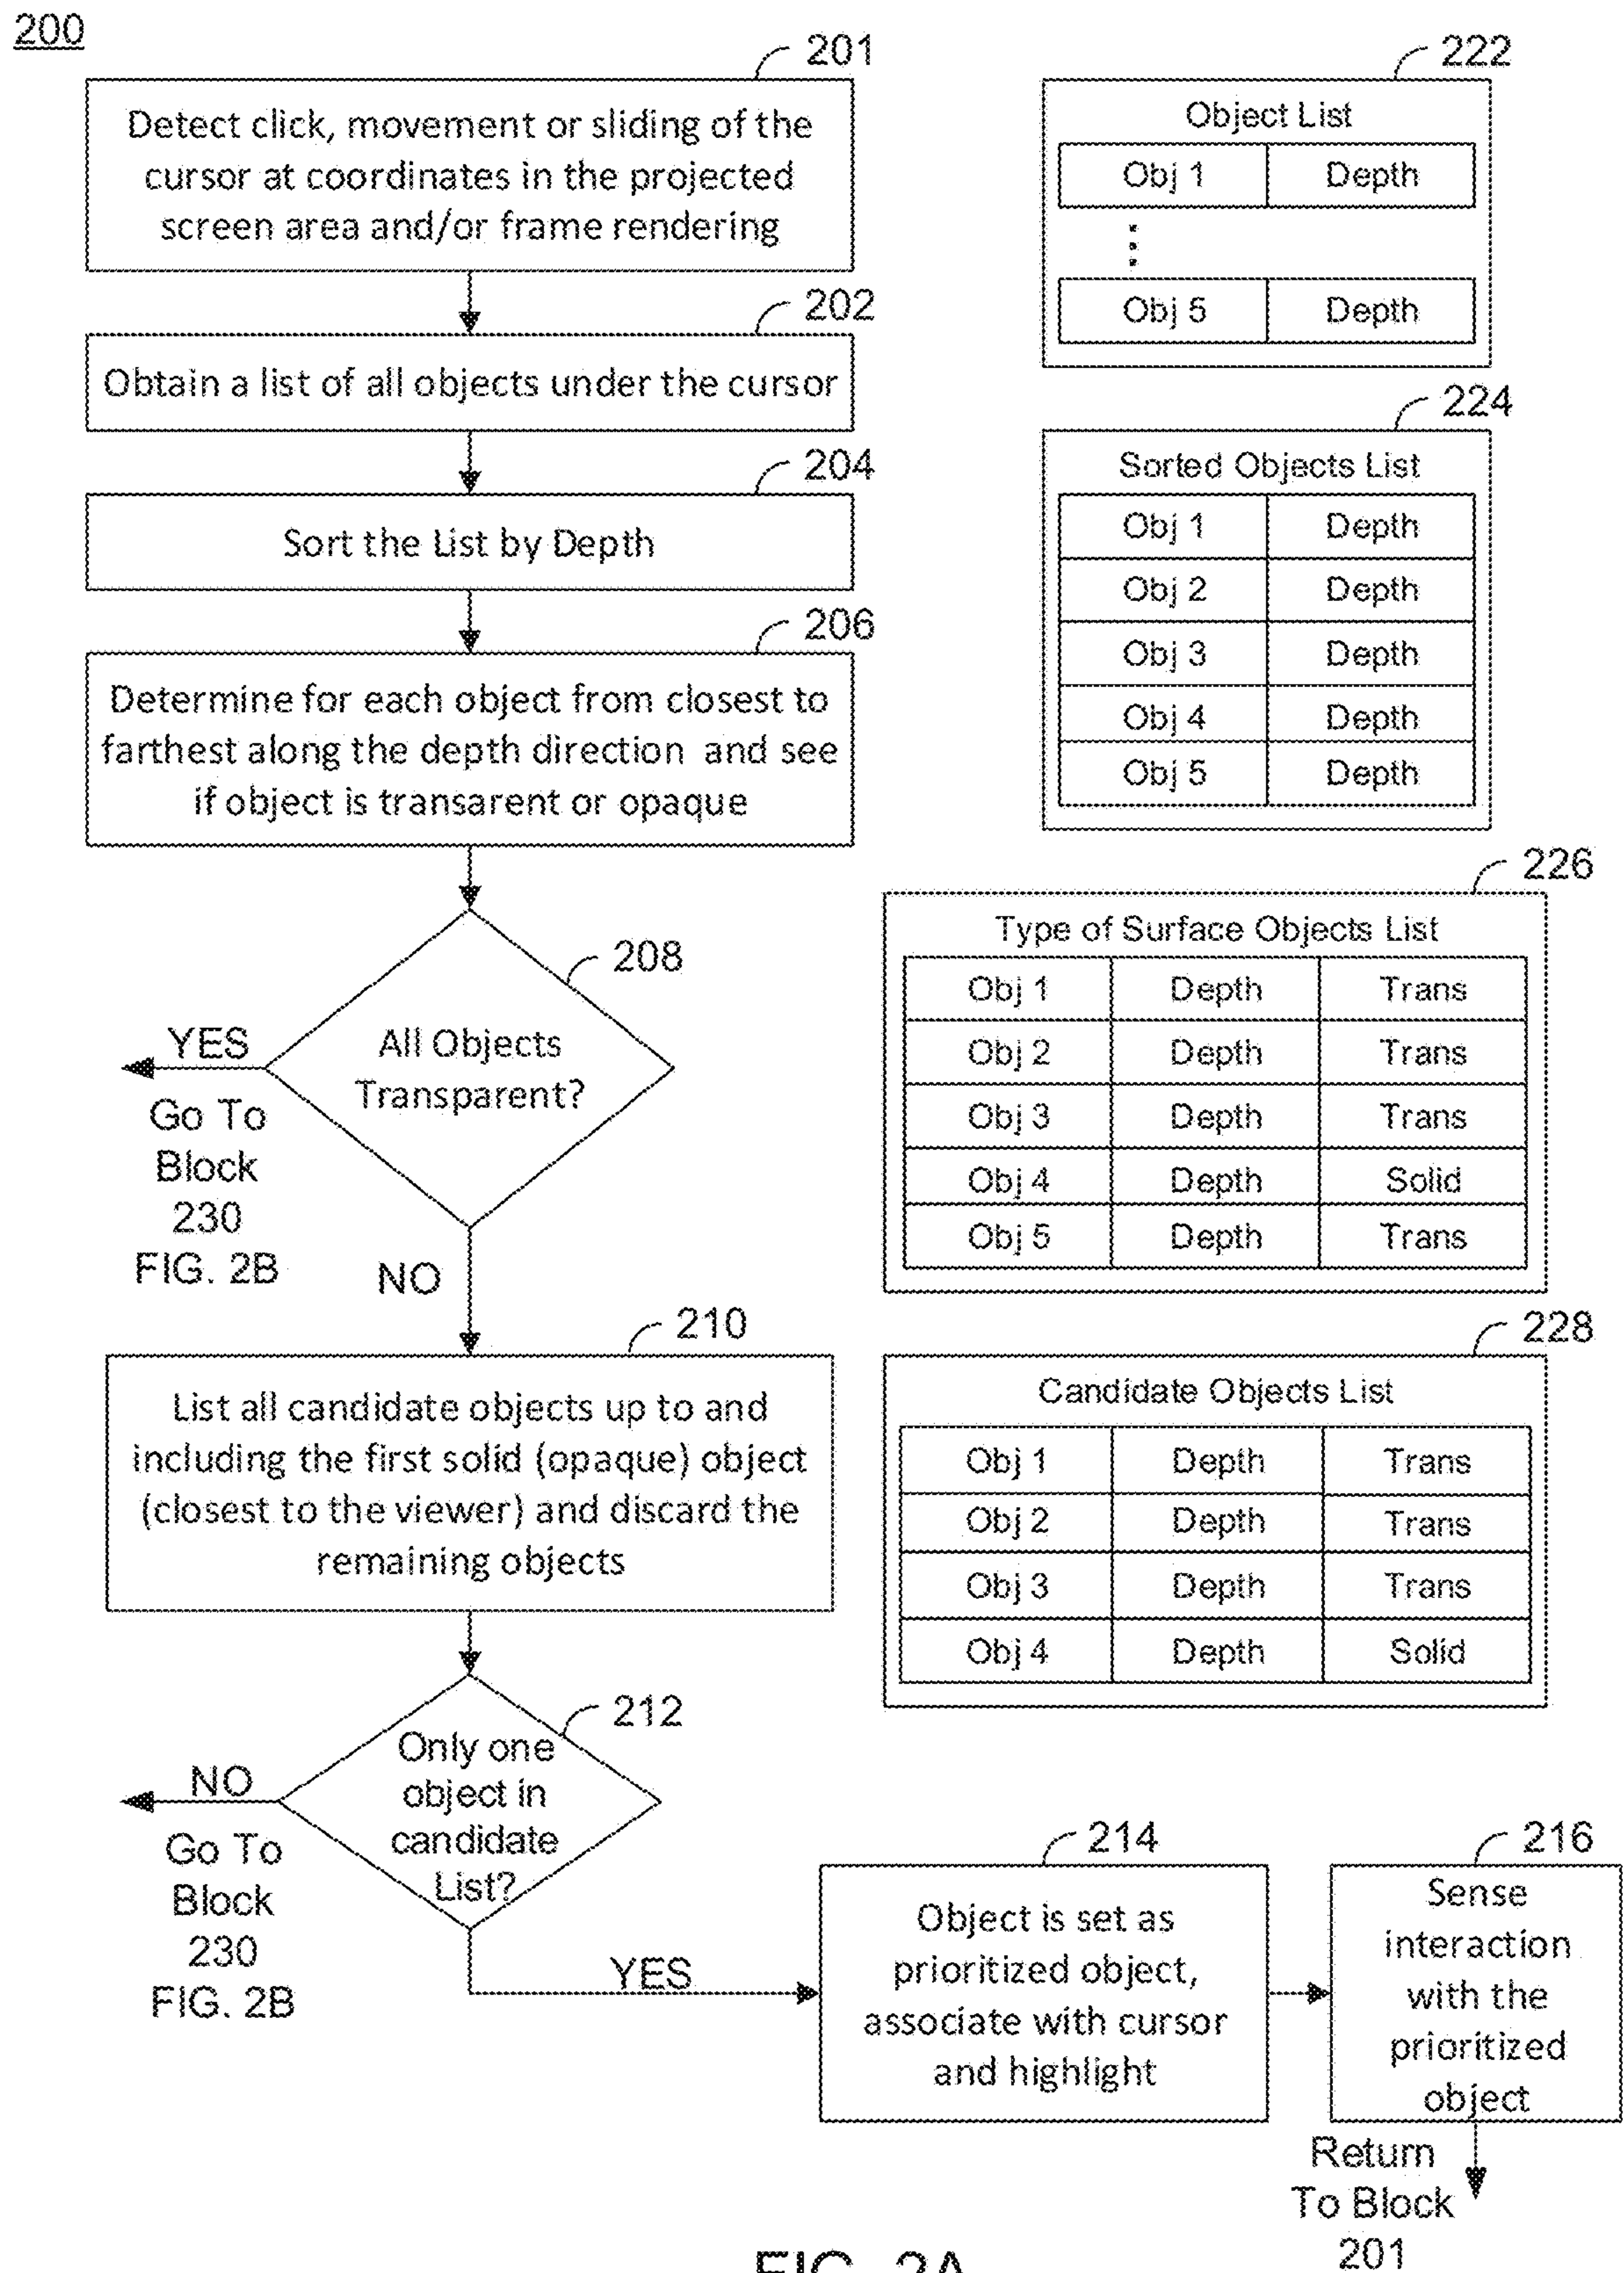 200
201
Detect click, movement or sliding of the
cursor at coordinates in the projected
screen area and/or frame rendering
202
Obtain a list of all objects under the cursor
204
Sort the List by Depth
206
Determine for each object from closest to
farthest along the depth direction and see
if object is transarent or opaque
208
All Objects
Transparent?
YES
Go To
Block
230
FIG. 2B
NO
210
List all candidate objects up to and
including the first solid (opaque) object
(closest to the viewer) and discard the
remaining objects
212
Only one
object in
candidate
List?
NO
Go To
Block
230
FIG. 2B
YES
214
Object is set as
prioritized object,
associate with cursor
and highlight
216
Sense
interaction
with the
prioritized
object
Return
To Block
201
222
Object List
Obj 1 Depth
Obj 5 Depth
224
Sorted Objects List
Obj 1 Depth
Obj 2 Depth
Obj 3 Depth
Obj 4 Depth
Obj 5 Depth
226
Type of Surface Objects List
Obj 1 Depth Trans
Obj 2 Depth Trans
Obj 3 Depth Trans
Obj 4 Depth Solid
Obj 5 Depth Trans
228
Candidate Objects List
Obj 1 Depth Trans
Obj 2 Depth Trans
Obj 3 Depth Trans
Obj 4 Depth Solid
FIG. 2A